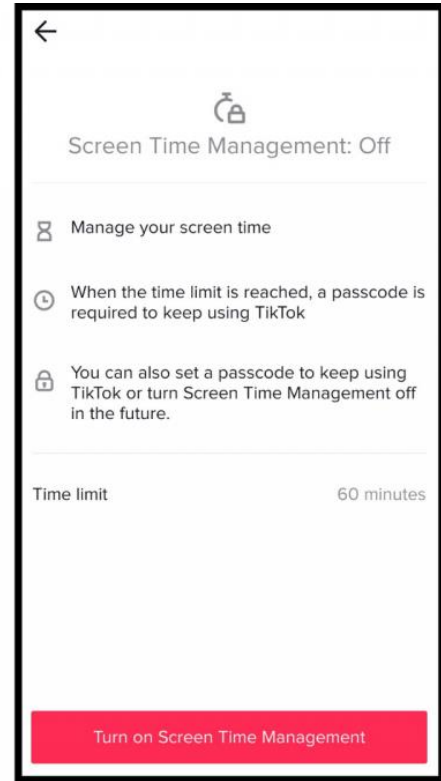 Screen Time Management: Off
Manage your screen time
When the time limit is reached, a passcode is
required to keep using TikTok
You can also set a passcode to keep using
TikTok or turn Screen Time Management off
in the future.
Time limit 60 minutes
Turn on Screen Time Management